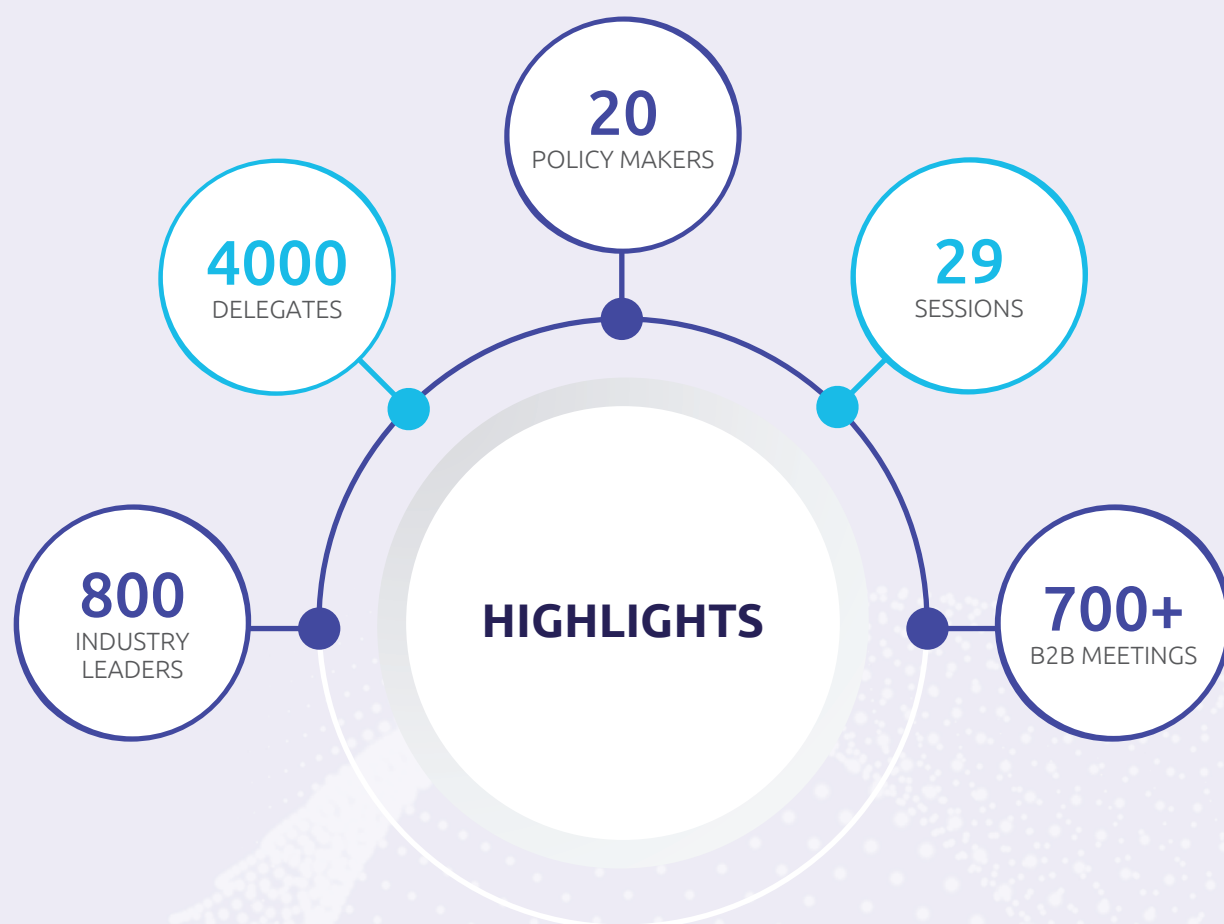 20
POLICY MAKERS
4000
DELEGATES
29
SESSIONS
800
INDUSTRY
LEADERS
HIGHLIGHTS
700+
B2B MEETINGS